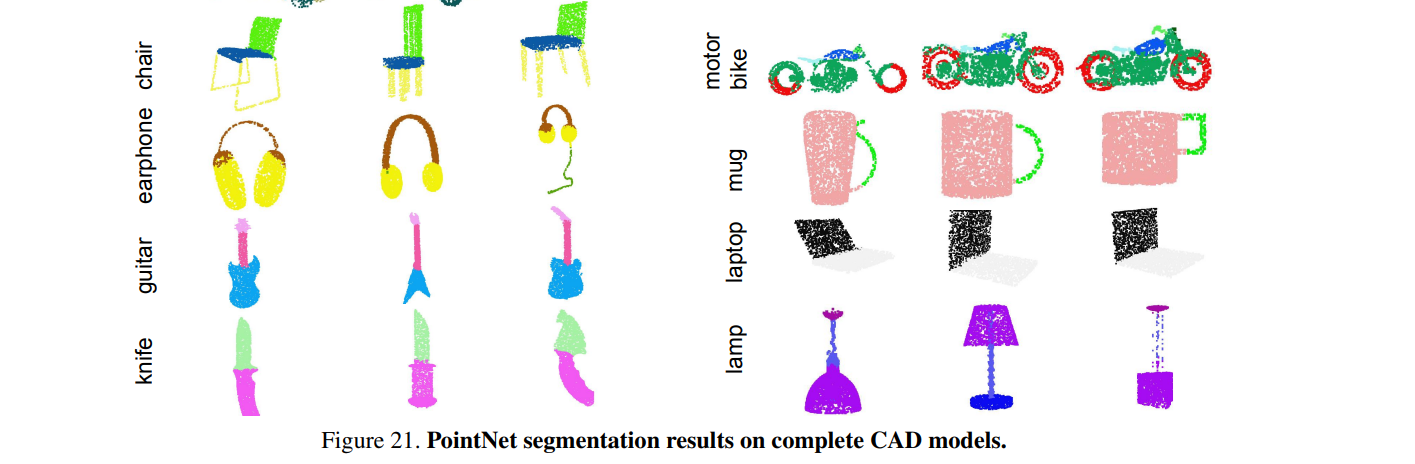 chair
earphone
guitar
knife
motor
bike
mug
laptop
lamp
Figure 21. PointNet segmentation results on complete CAD models.